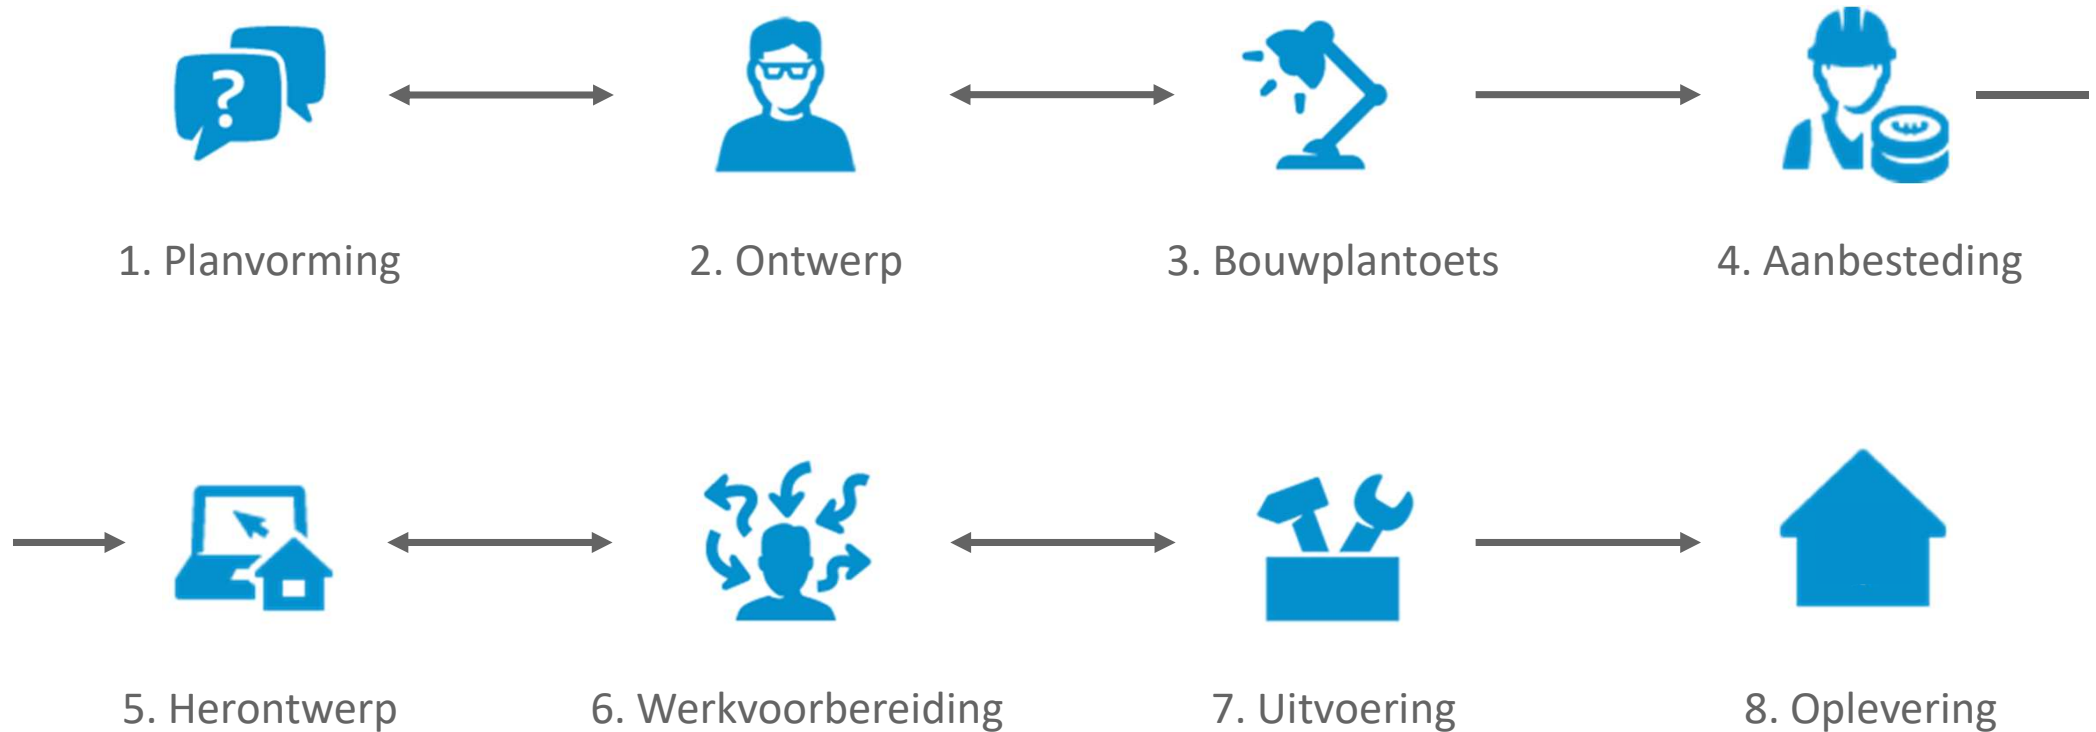 ?
1. Planvorming
2. Ontwerp
3. Bouwplantoets
4. Aanbesteding
5. Herontwerp
6. Werkvoorbereiding
7. Uitvoering
8. Oplevering